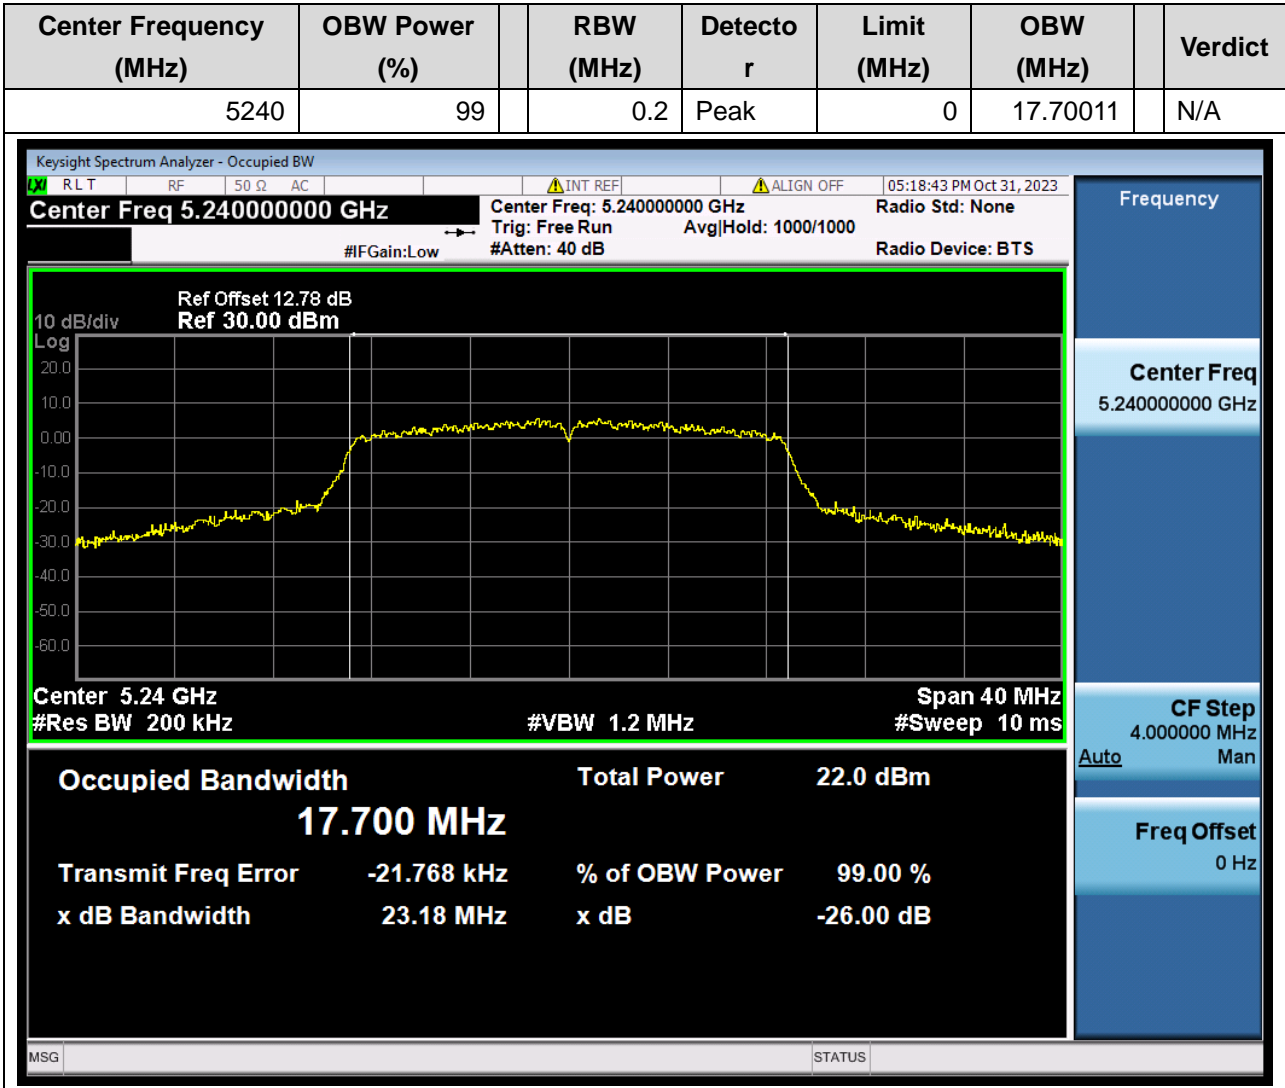 Center Frequency (MHz) OBW Power (%) RBW (MHz) Detector Limit (MHz) OBW (MHz) Verdict
5240 99 0.2 Peak 0 17.70011 N/A
Keysight Spectrum Analyzer - Occupied BW
LXI RLT RF 50 Ω AC INT REF ALIGN OFF 05:18:43 PM Oct 31, 2023
Center Freq 5.240000000 GHz
#IFGain:Low
Center Freq: 5.240000000 GHz
Trig: Free Run Avg|Hold: 1000/1000
#Atten: 40 dB
Radio Std: None
Radio Device: BTS
Ref Offset 12.78 dB
10 dB/div Ref 30.00 dBm
Log
20.0
10.0
0.00
-10.0
-20.0
-30.0
-40.0
-50.0
-60.0
Center 5.24 GHz Span 40 MHz
#Res BW 200 kHz #VBW 1.2 MHz #Sweep 10 ms
Occupied Bandwidth Total Power 22.0 dBm
17.700 MHz
Transmit Freq Error -21.768 kHz % of OBW Power 99.00 %
x dB Bandwidth 23.18 MHz x dB -26.00 dB
Frequency
Center Freq
5.240000000 GHz
CF Step
4.000000 MHz
Auto Man
Freq Offset
0 Hz
MSG STATUS